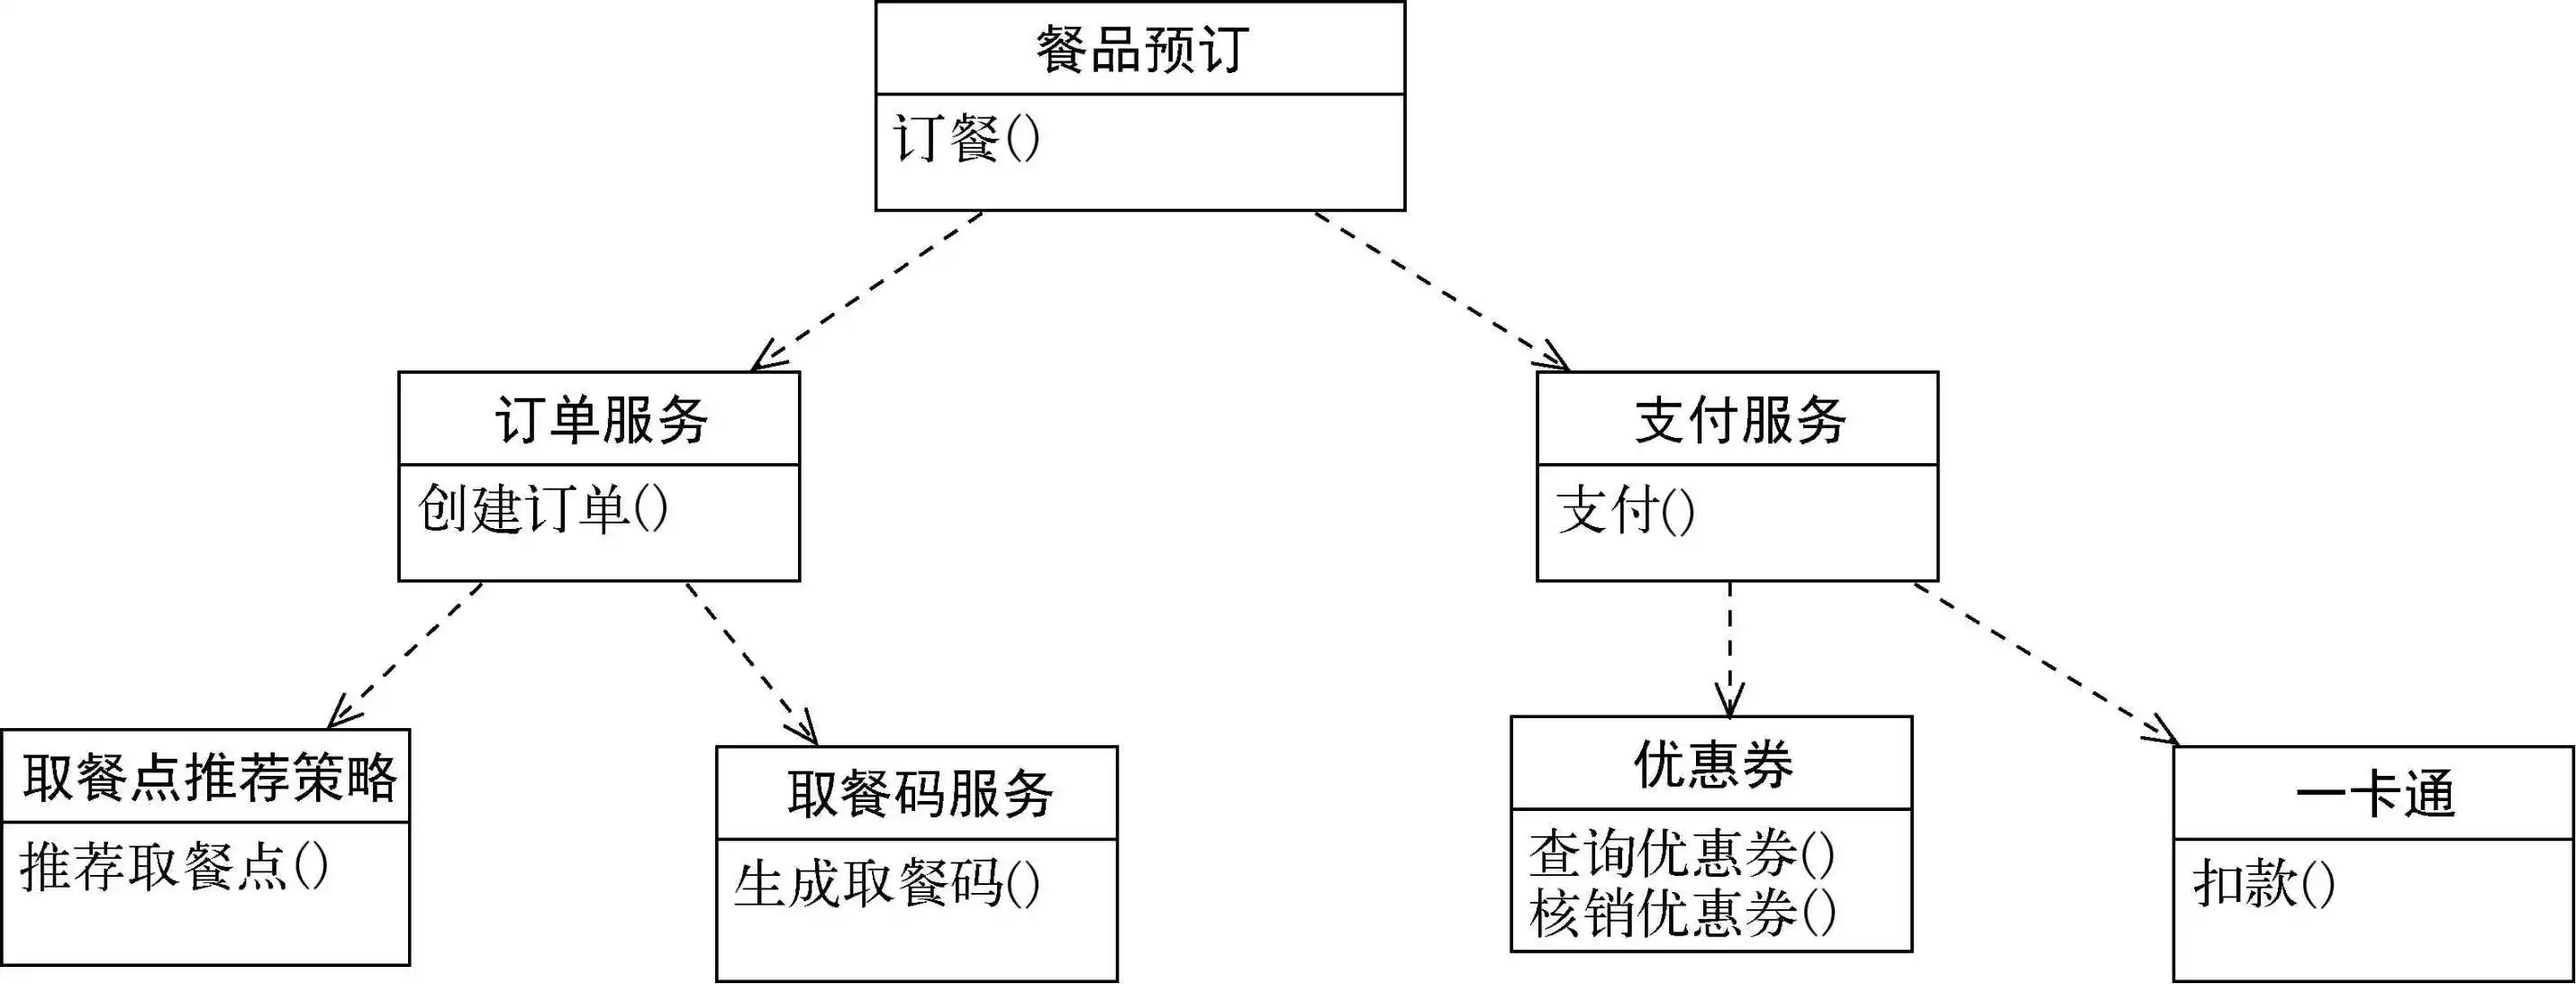 餐品预订
订餐()
订单服务
创建订单()
支付服务
支付()
取餐点推荐策略
推荐取餐点()
取餐码服务
生成取餐码()
优惠券
查询优惠券()
核销优惠券()
一卡通
扣款()